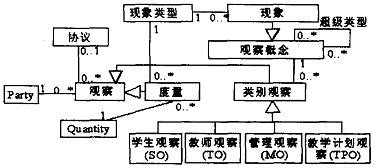 现象类型
1
0..*
现象
超级类型
协议
0..1
1
0..*
观察概念
0..*
0..*
0..*
1
Party
1
0..*
观察
度量
0..*
类别观察
0..*
1
Quantity
学生观察
(SO)
教师观察
(TO)
管理观察
(MO)
教学计划观
察(TPO)